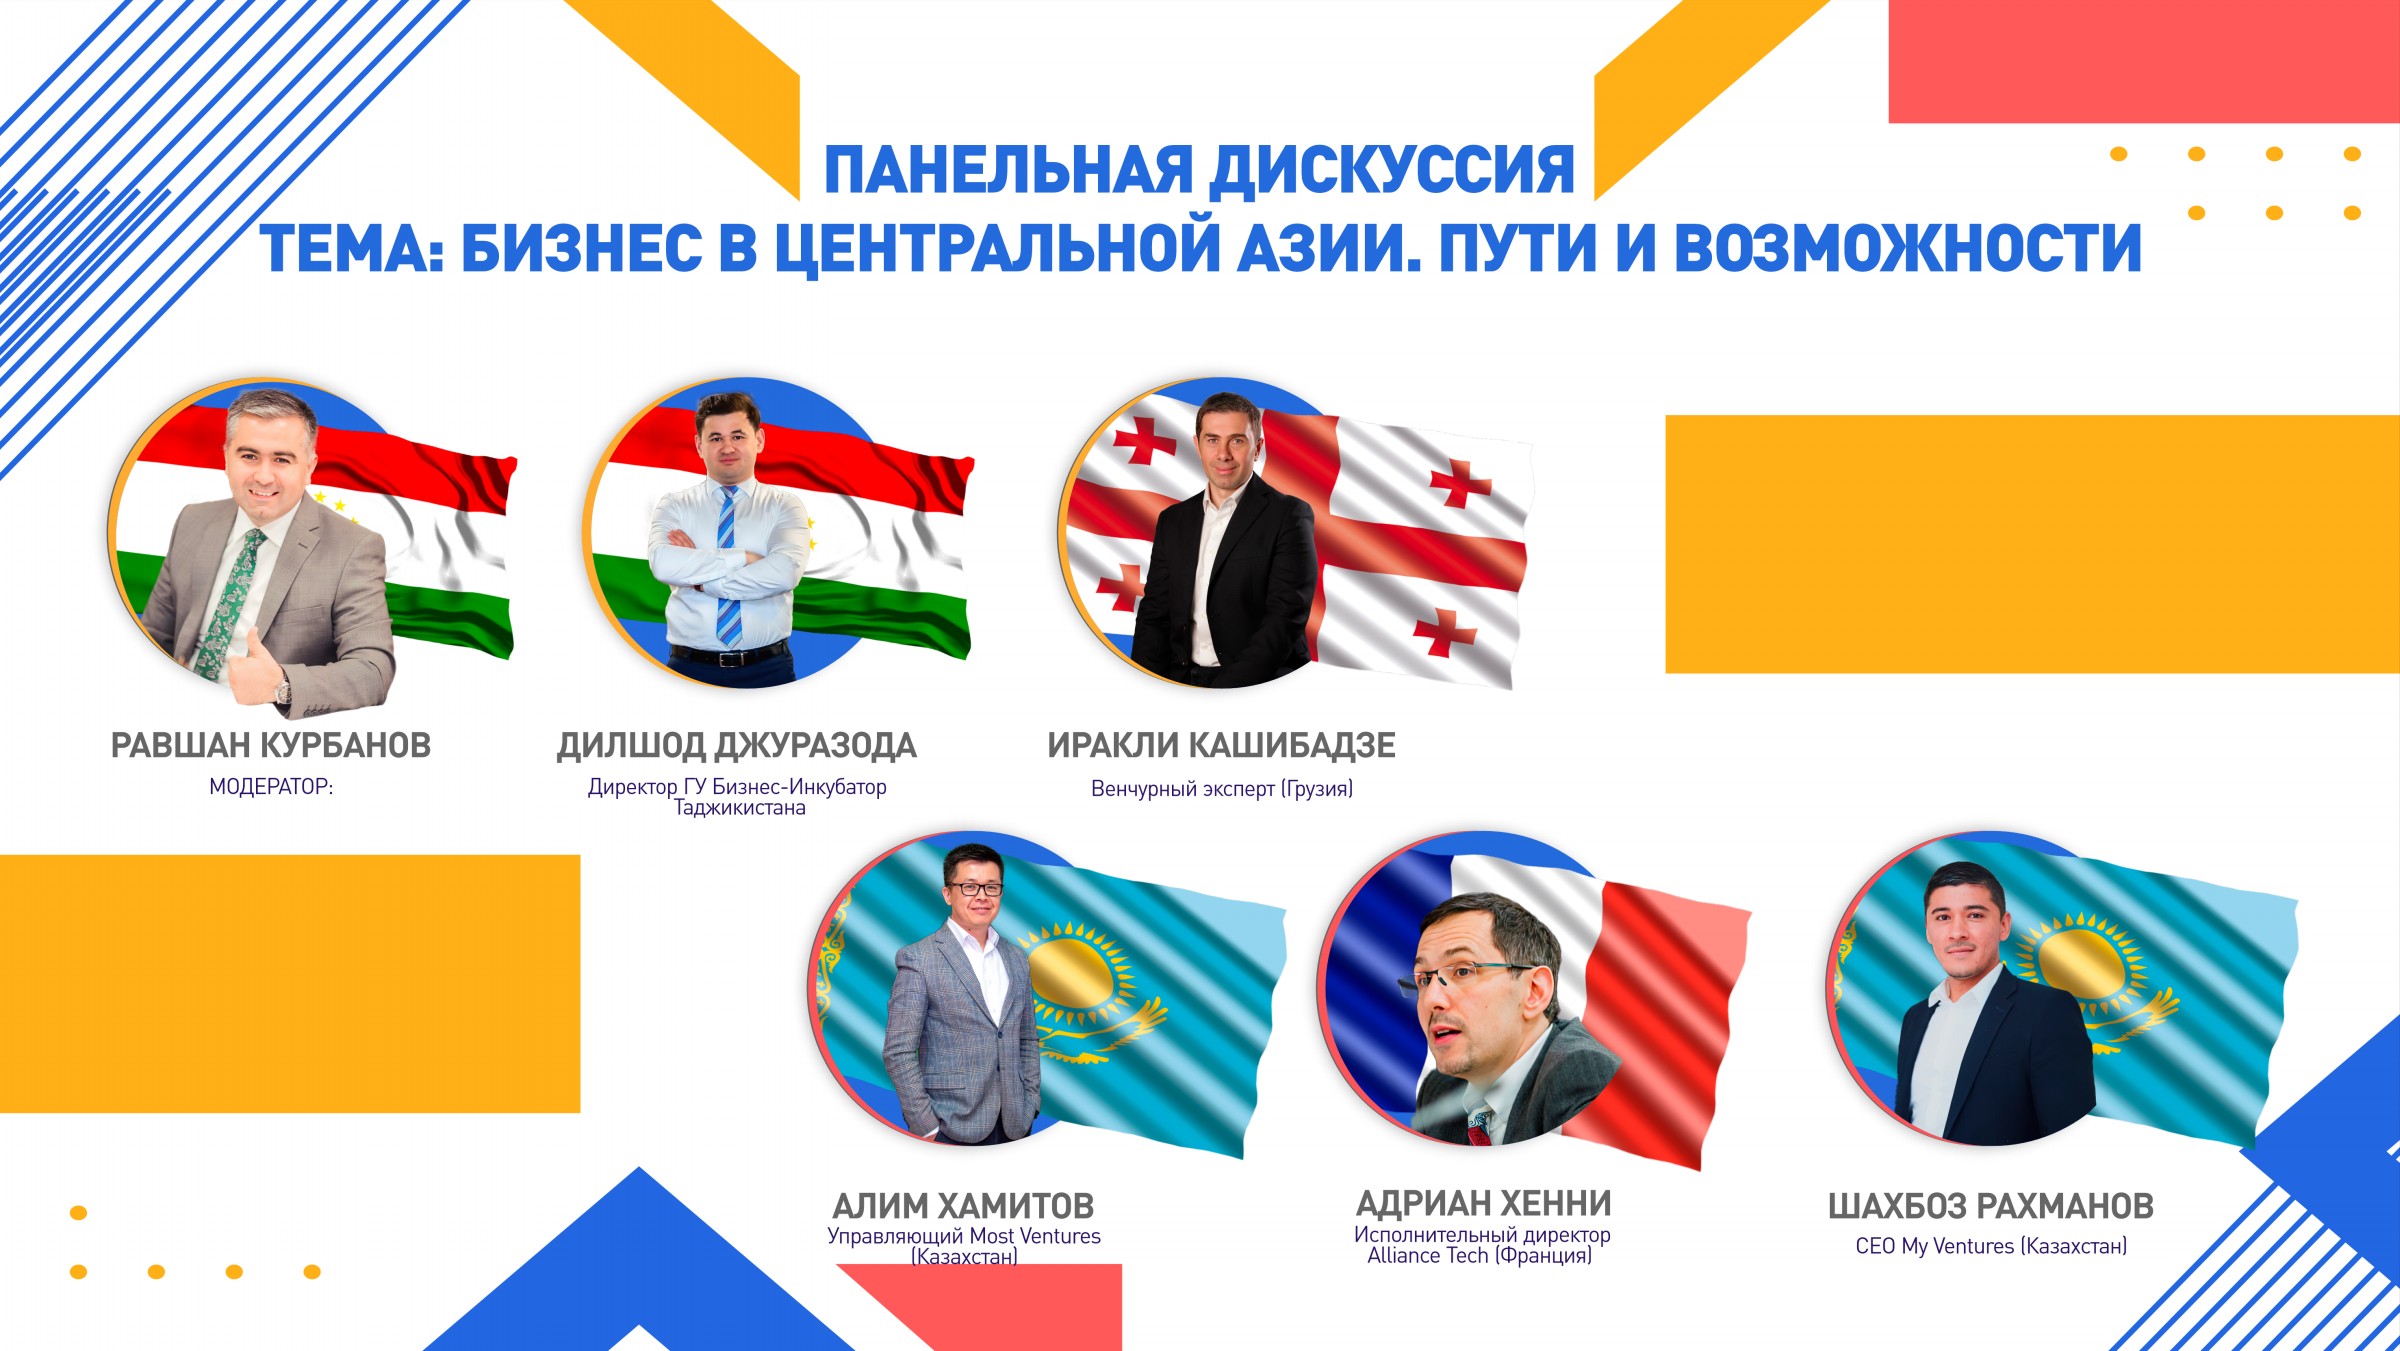 ПАНЕЛЬНАЯ ДИСКУССИЯ
ТЕМА: БИЗНЕС В ЦЕНТРАЛЬНОЙ АЗИИ. ПУТИ И ВОЗМОЖНОСТИ
РАВШАН КУРБАНОВ
МОДЕРАТОР:
ДИЛШОД ДЖУРАЗОДА
Директор ГУ Бизнес-Инкубатор
Таджикистана
ИРАКЛИ КАШИБАДЗЕ
Венчурный эксперт (Грузия)
АЛИМ ХАМИТОВ
Управляющий Most Ventures
(Казахстан)
АДРИАН ХЕННИ
Исполнительный директор
Alliance Tech (Франция)
ШАХБОЗ РАХМАНОВ
CEO My Ventures (Казахстан)